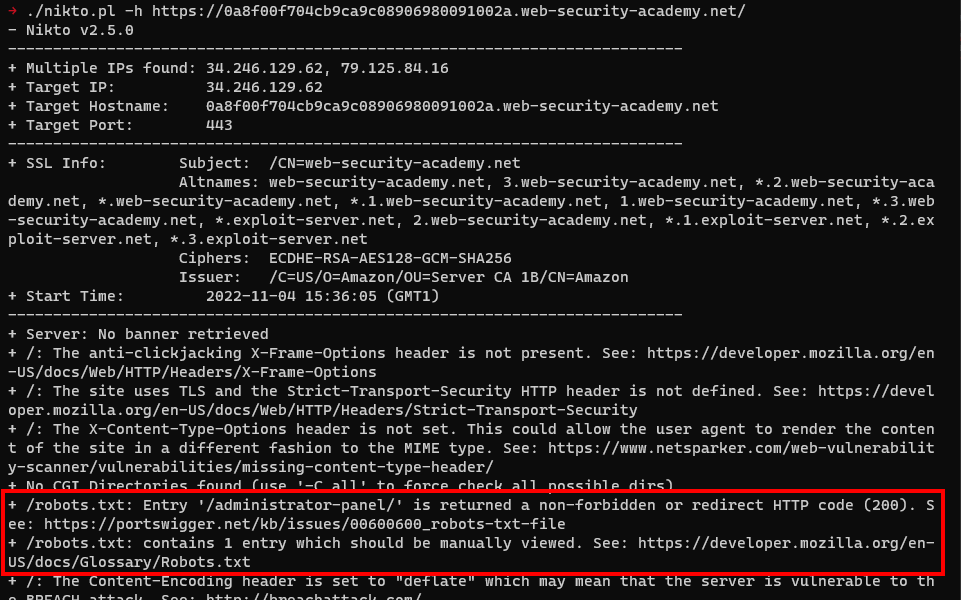 → ./nikto.pl -h https://0a8f00f704cb9ca9c08906980091002a.web-security-academy.net/
- Nikto v2.5.0
---------------------------------------------------------------------------
+ Multiple IPs found: 34.246.129.62, 79.125.84.16
+ Target IP:          34.246.129.62
+ Target Hostname:    0a8f00f704cb9ca9c08906980091002a.web-security-academy.net
+ Target Port:        443
---------------------------------------------------------------------------
+ SSL Info:        Subject:  /CN=web-security-academy.net
                   Altnames: web-security-academy.net, 3.web-security-academy.net, *.2.web-security-aca
demy.net, *.web-security-academy.net, *.1.web-security-academy.net, 1.web-security-academy.net, *.3.web
-security-academy.net, *.exploit-server.net, 2.web-security-academy.net, *.1.exploit-server.net, *.2.ex
ploit-server.net, *.3.exploit-server.net
                   Ciphers:  ECDHE-RSA-AES128-GCM-SHA256
                   Issuer:   /C=US/O=Amazon/OU=Server CA 1B/CN=Amazon
+ Start Time:         2022-11-04 15:36:05 (GMT1)
---------------------------------------------------------------------------
+ Server: No banner retrieved
+ /: The anti-clickjacking X-Frame-Options header is not present. See: https://developer.mozilla.org/en
-US/docs/Web/HTTP/Headers/X-Frame-Options
+ /: The site uses TLS and the Strict-Transport-Security HTTP header is not defined. See: https://devel
oper.mozilla.org/en-US/docs/Web/HTTP/Headers/Strict-Transport-Security
+ /: The X-Content-Type-Options header is not set. This could allow the user agent to render the conten
t of the site in a different fashion to the MIME type. See: https://www.netsparker.com/web-vulnerabilit
y-scanner/vulnerabilities/missing-content-type-header/
+ No CGI Directories found (use '-C all' to force check all possible dirs)
+ /robots.txt: Entry '/administrator-panel/' is returned a non-forbidden or redirect HTTP code (200). S
ee: https://portswigger.net/kb/issues/00600600_robots-txt-file
+ /robots.txt: contains 1 entry which should be manually viewed. See: https://developer.mozilla.org/en-
US/docs/Glossary/Robots.txt
+ /: The Content-Encoding header is set to "deflate" which may mean that the server is vulnerable to th
e BREACH attack. See: http://breachattack.com/